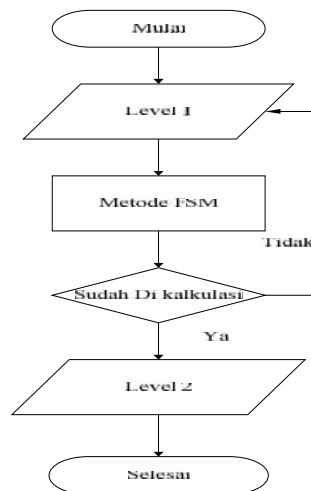 Mulai
Level 1
Metode FSM
Tidak
Sudah Di kalkulasi
Ya
Level 2
Selesai